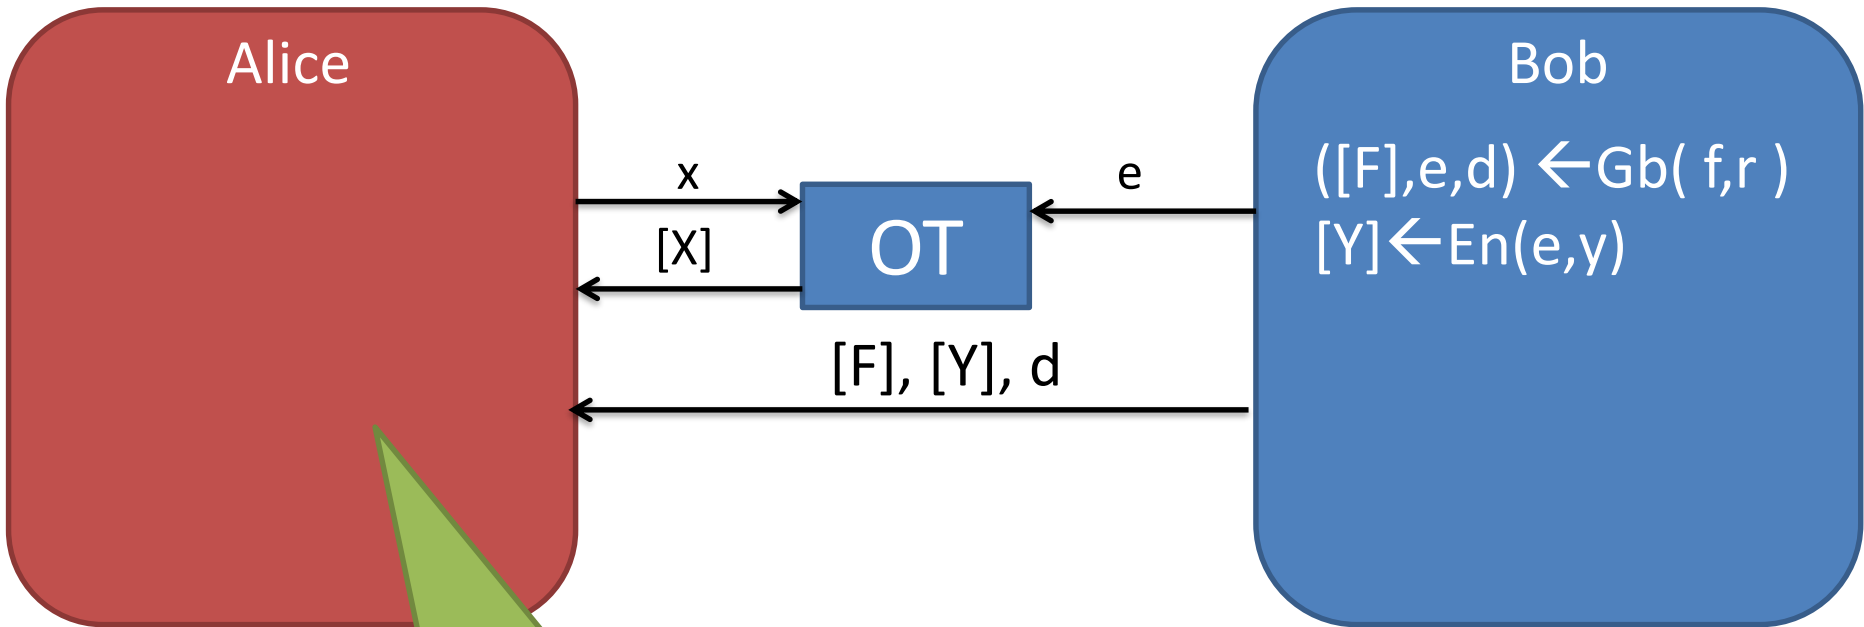 Alice
Bob
x
e
([F],e,d) ←Gb( f,r )
[X]
OT
[Y]←En(e,y)
[F], [Y], d